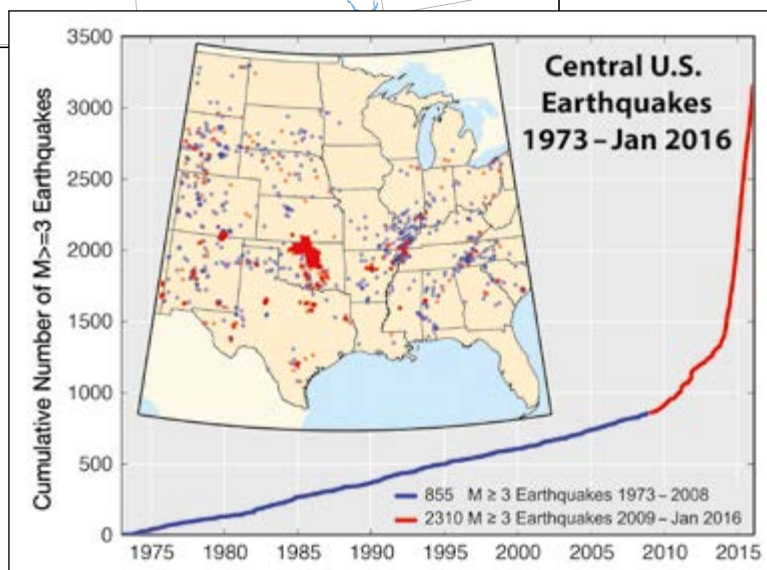 Central U.S.
Earthquakes
1973–Jan 2016
Cumulative Number of M>=3 Earthquakes
3500
3000
2500
2000
1500
1000
500
0
855 M ≥ 3 Earthquakes 1973–2008
2310 M ≥ 3 Earthquakes 2009–Jan 2016
1975 1980 1985 1990 1995 2000 2005 2010 2015